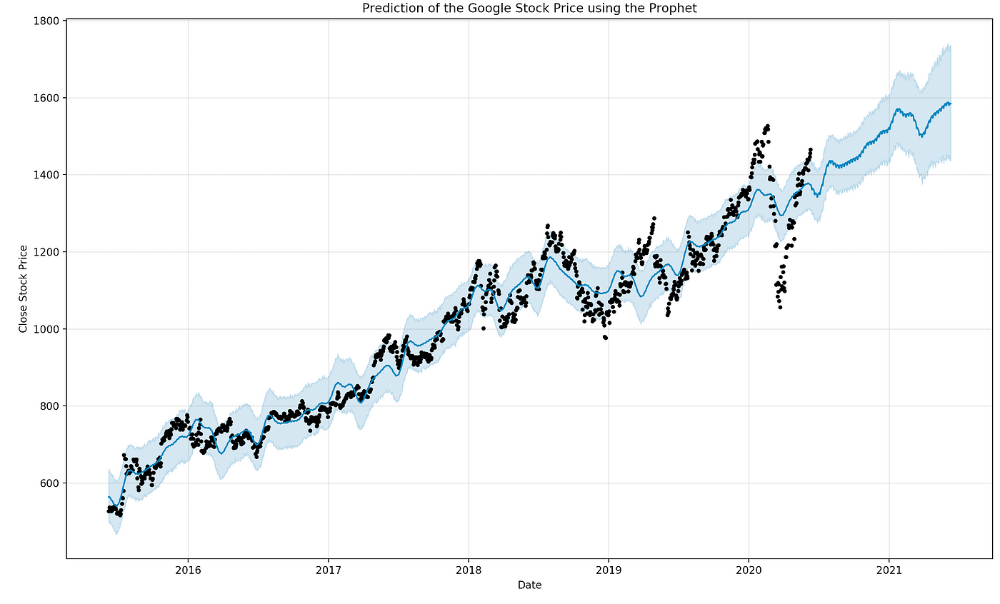 Prediction of the Google Stock Price using the Prophet
1800
1600
1400
1200
1000
800
600
Close Stock Price
2016 2017 2018 2019 2020 2021
Date